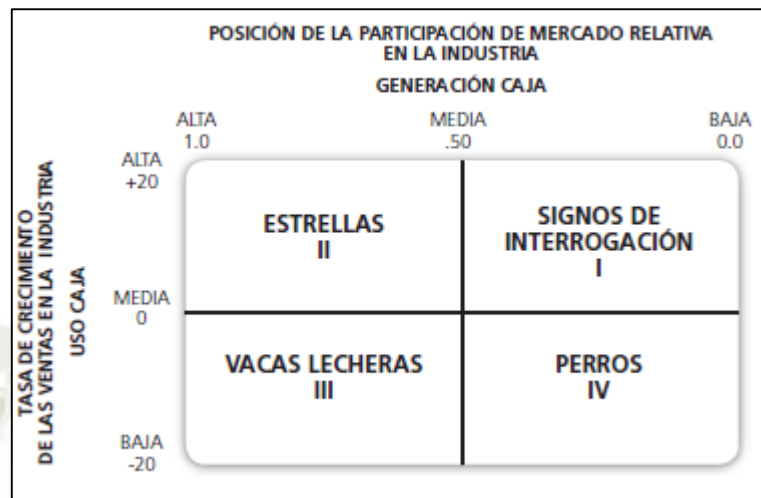 POSICIÓN DE LA PARTICIPACIÓN DE MERCADO RELATIVA
EN LA INDUSTRIA
GENERACIÓN CAJA
ALTA
1.0
MEDIA
.50
BAJA
0.0
TASA DE CRECIMIENTO
DE LAS VENTAS EN LA INDUSTRIA
USO CAJA
ALTA
+20
MEDIA
0
BAJA
-20
ESTRELLAS
II
SIGNOS DE
INTERROGACIÓN
I
VACAS LECHERAS
III
PERROS
IV